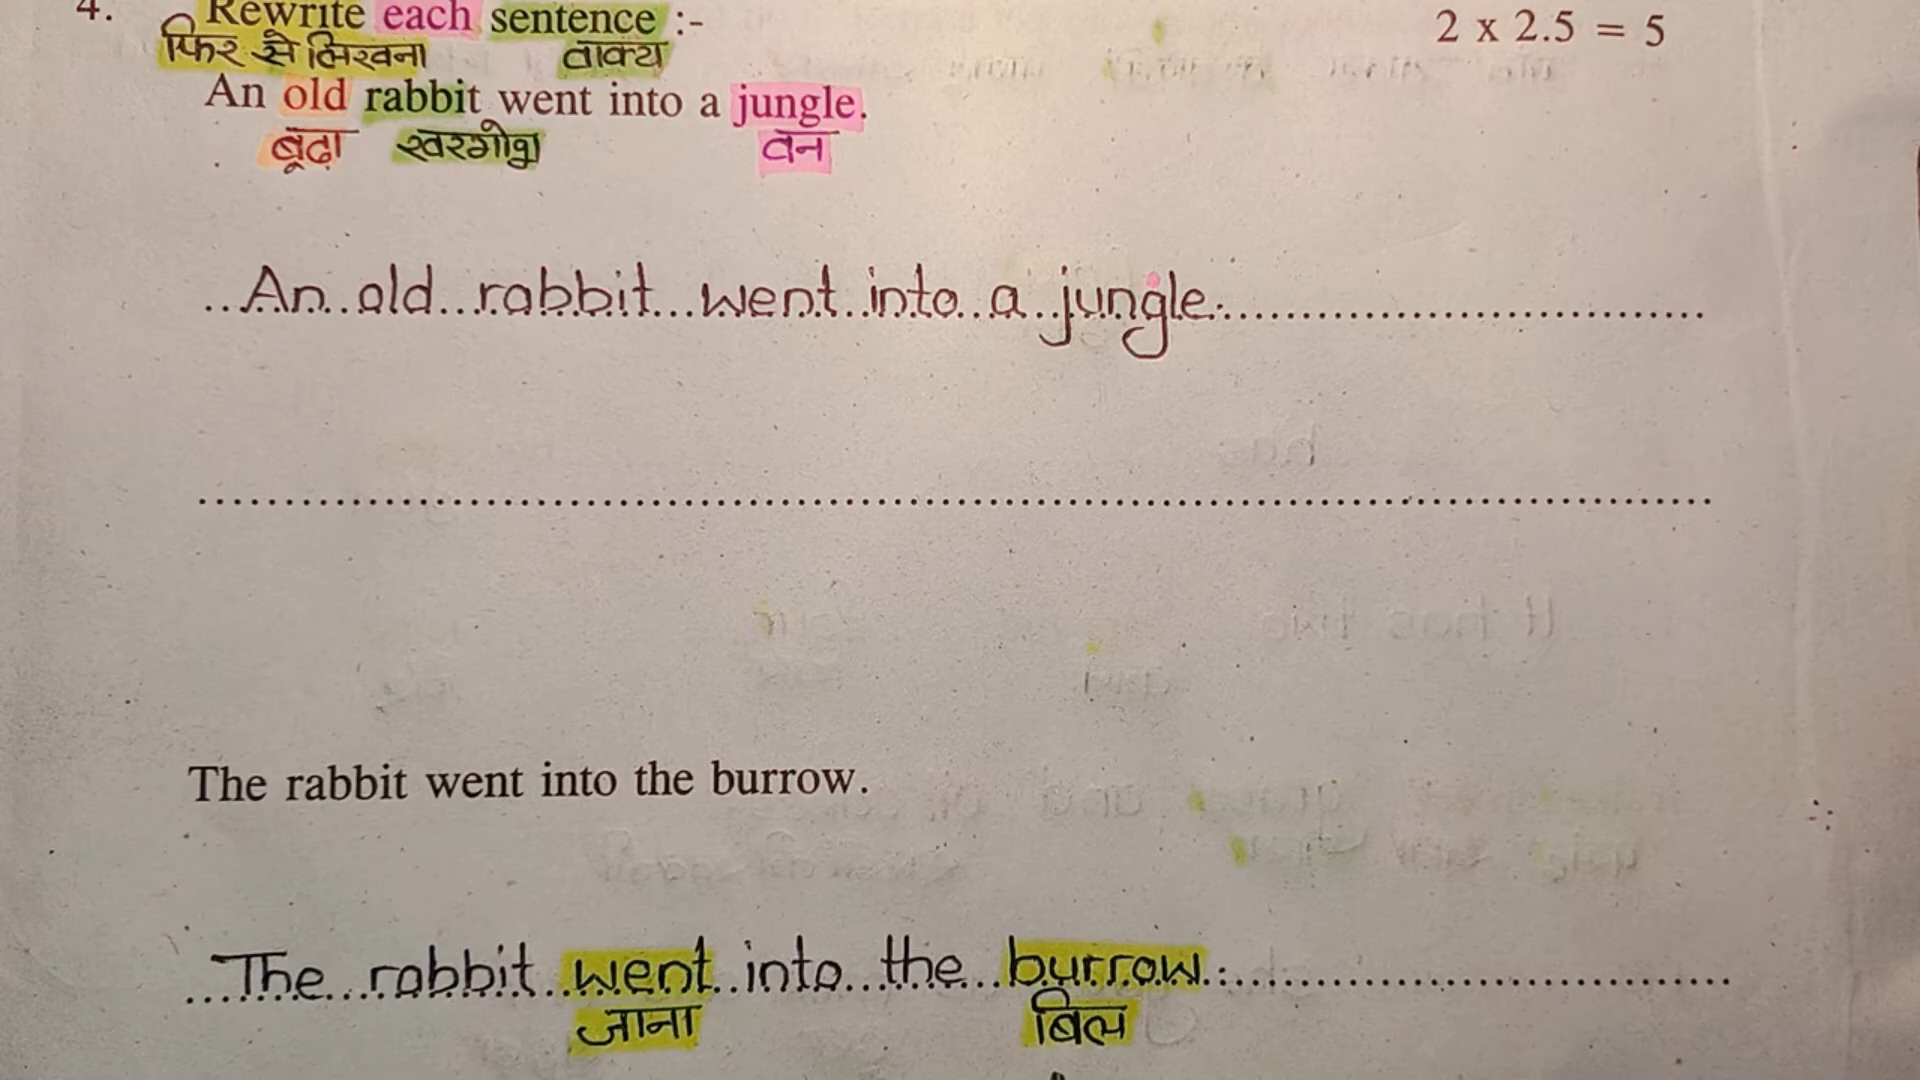 4. Rewrite each sentence :- 2 x 2.5 = 5
फिर से लिखना वाक्य
An old rabbit went into a jungle.
बूढ़ा खरगोश वन
An old rabbit went into a jungle.
The rabbit went into the burrow.
The rabbit went into the burrow.
जाना बिल